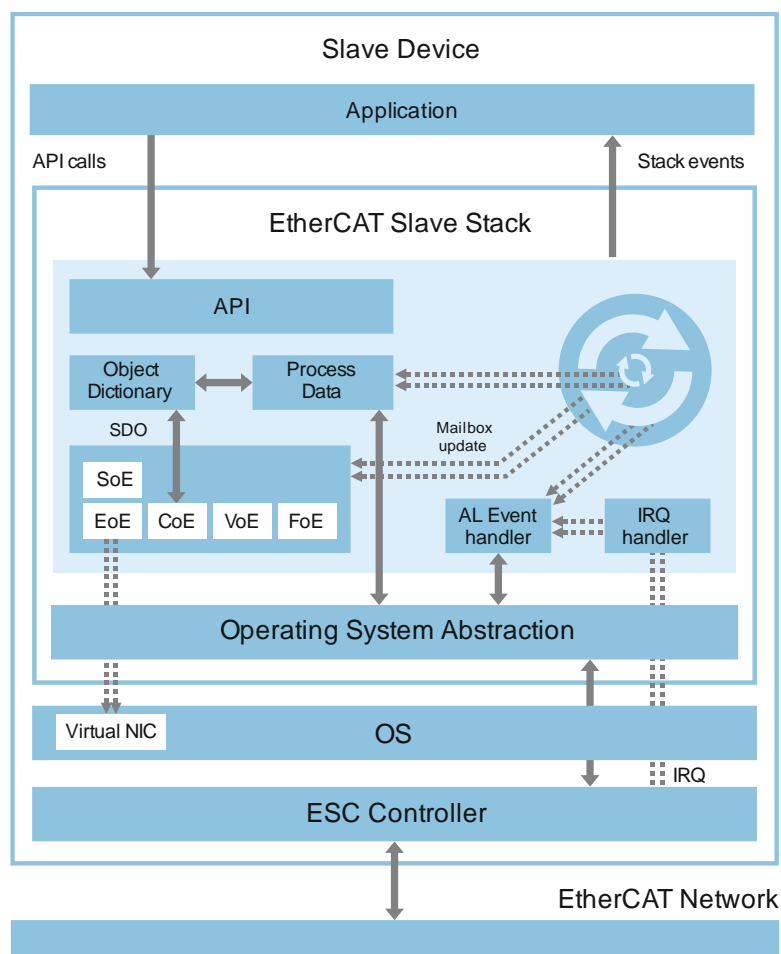 Slave Device
Application
API calls
Stack events
EtherCAT Slave Stack
API
Object
Dictionary
Process
Data
SDO
Mailbox
update
SoE
EoE
CoE
VoE
FoE
AL Event
handler
IRQ
handler
Operating System Abstraction
Virtual NIC
OS
IRQ
ESC Controller
EtherCAT Network